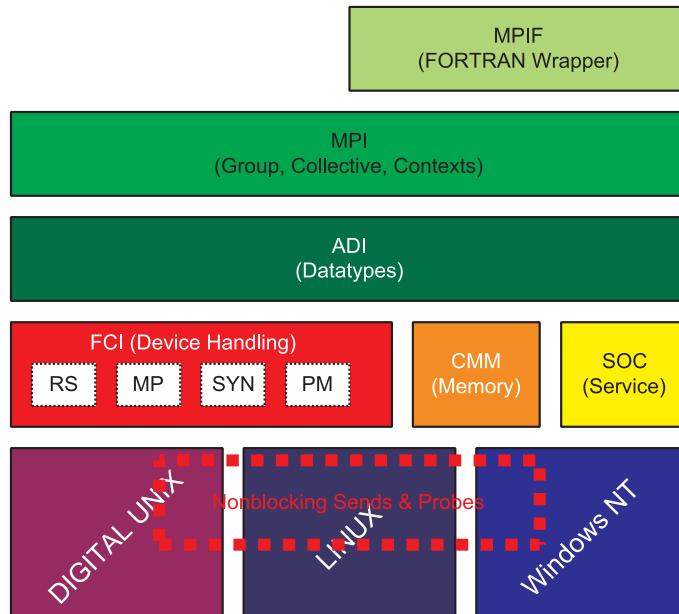 MPIF
(FORTRAN Wrapper)
MPI
(Group, Collective, Contexts)
ADI
(Datatypes)
FCI (Device Handling)
RS
MP
SYN
PM
CMM
(Memory)
SOC
(Service)
DIGITAL UNIX
LINUX
Windows NT
Nonblocking Sends & Probes